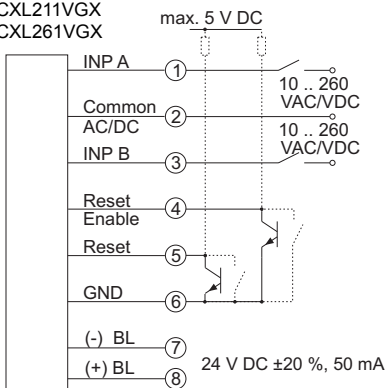 CXL211VGX
CXL261VGX
max. 5 V DC
INP A
1
10 .. 260
VAC/VDC
Common
AC/DC
2
10 .. 260
VAC/VDC
INP B
3
Reset
Enable
4
Reset
5
GND
6
(-) BL
7
24 V DC ±20 %, 50 mA
(+) BL
8